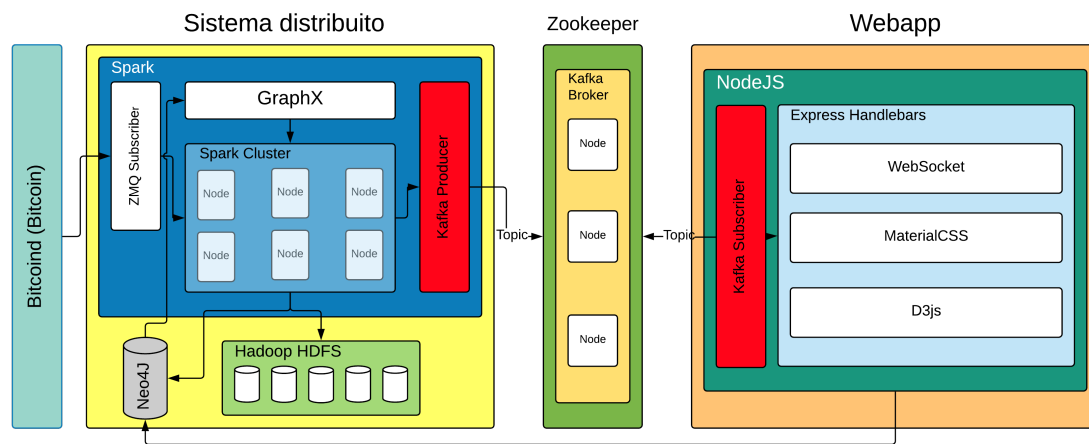 Sistema distribuito
Zookeeper
Webapp
Bitcoind (Bitcoin)
Spark
ZMQ Subscriber
GraphX
Spark Cluster
Node
Node
Node
Node
Node
Node
Kafka Producer
Neo4J
Hadoop HDFS
Topic
Kafka
Broker
Node
Node
Node
Topic
NodeJS
Kafka Subscriber
Express Handlebars
WebSocket
MaterialCSS
D3js